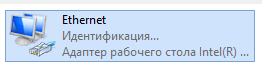 Ethernet
Идентификация...
Адаптер рабочего стола Intel(R) ...